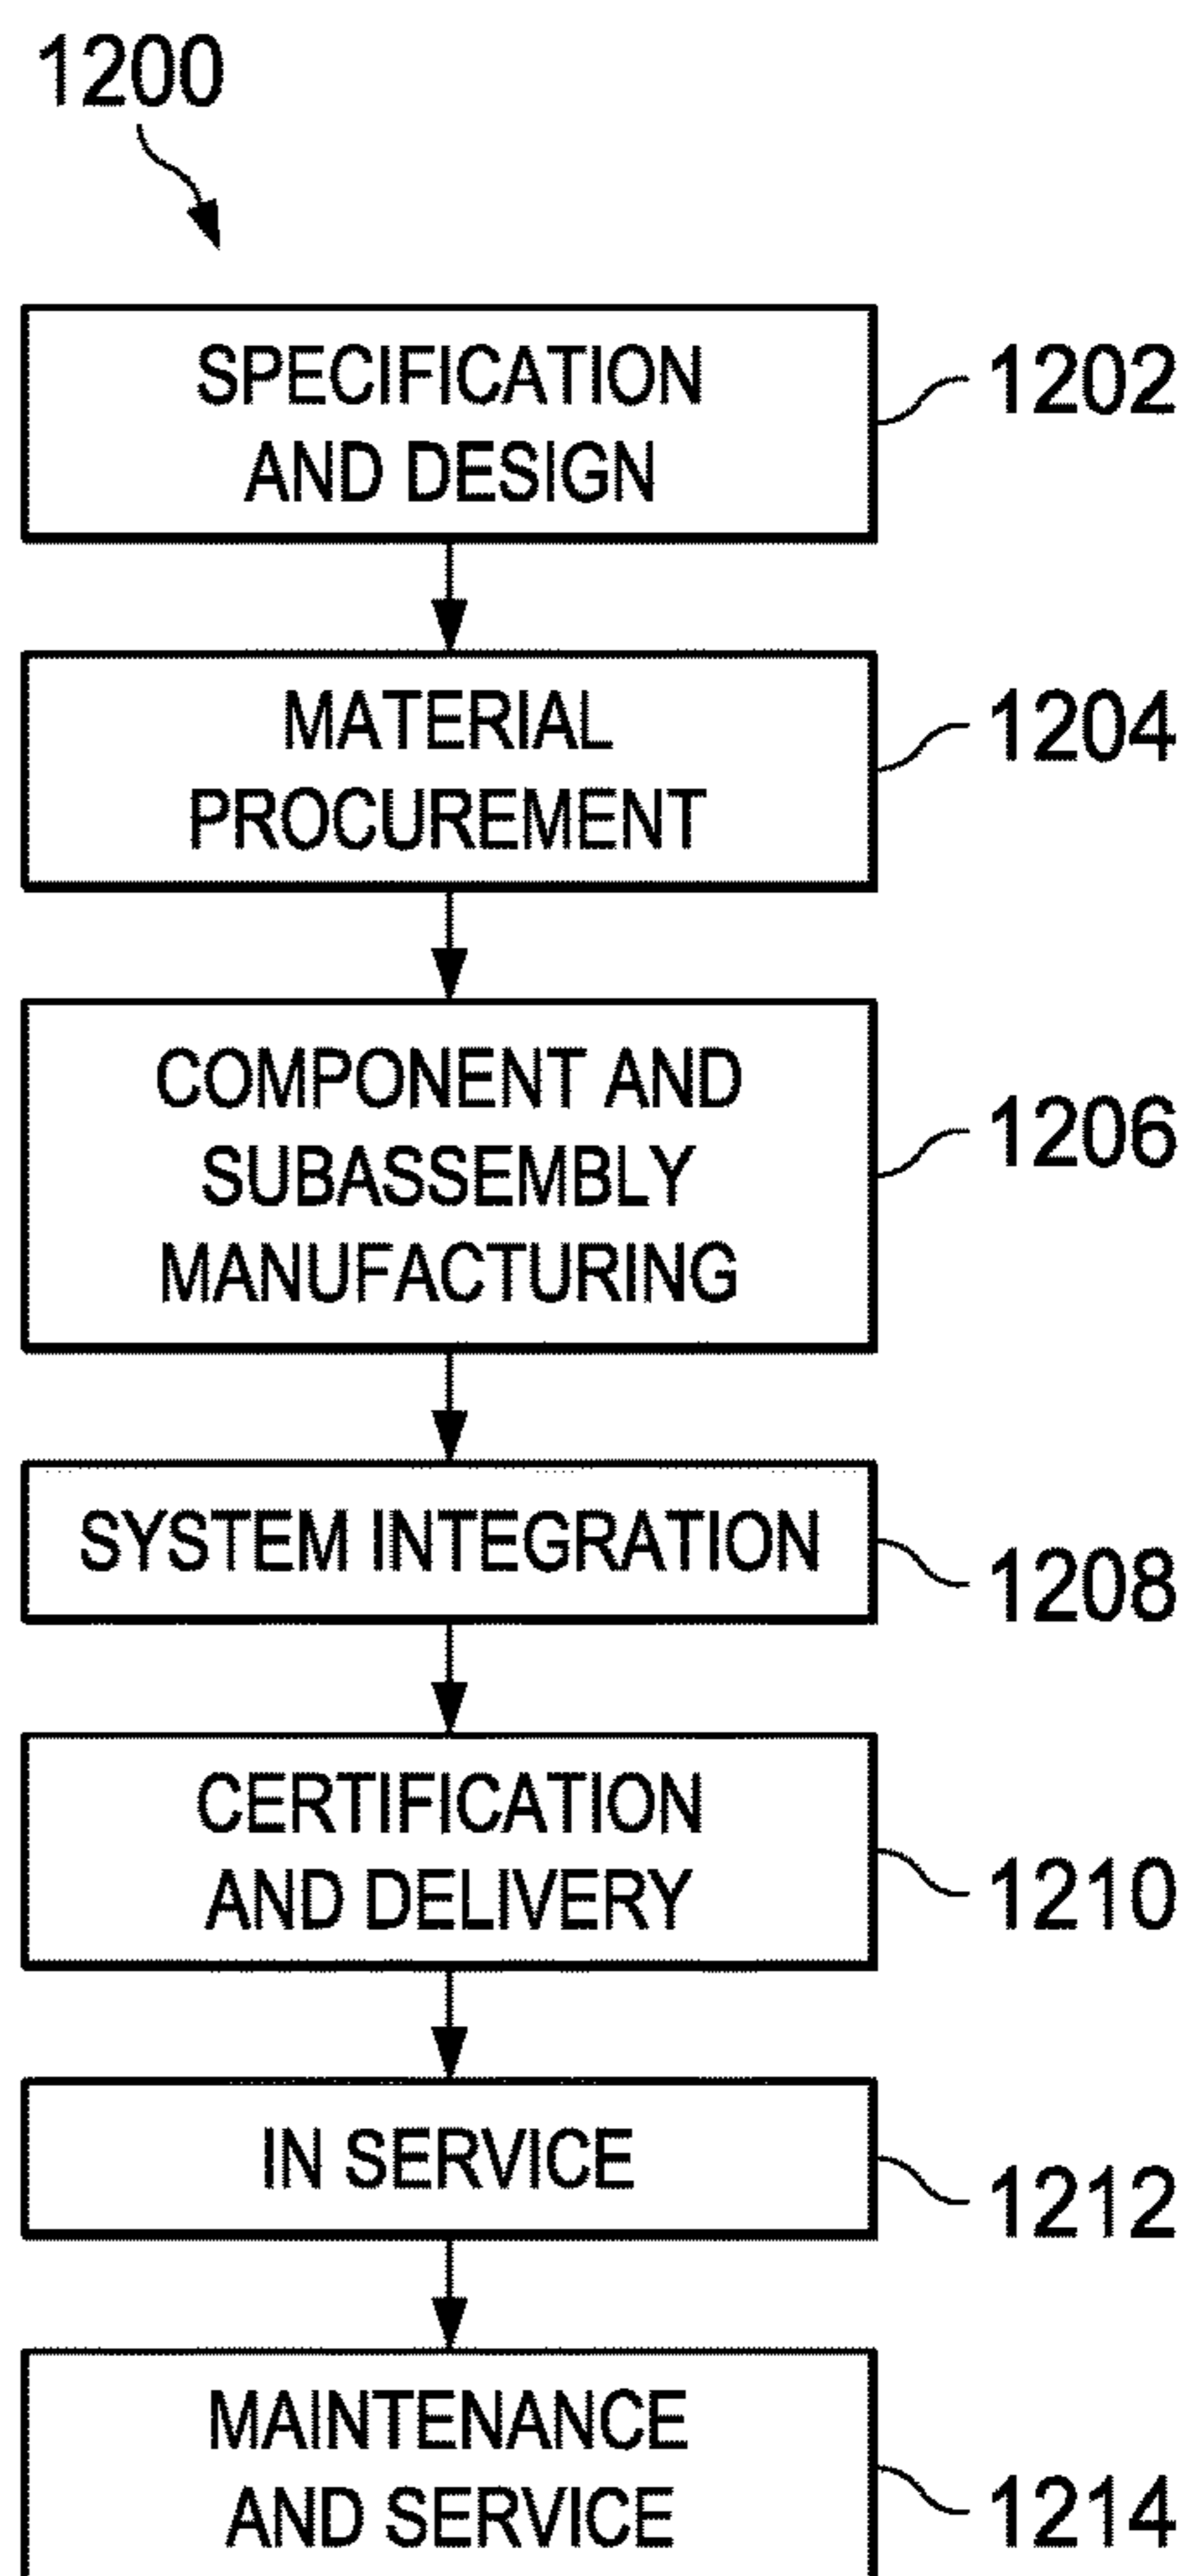 1200
SPECIFICATION
AND DESIGN
1202
MATERIAL
PROCUREMENT
1204
COMPONENT AND
SUBASSEMBLY
MANUFACTURING
1206
SYSTEM INTEGRATION
1208
CERTIFICATION
AND DELIVERY
1210
IN SERVICE
1212
MAINTENANCE
AND SERVICE
1214